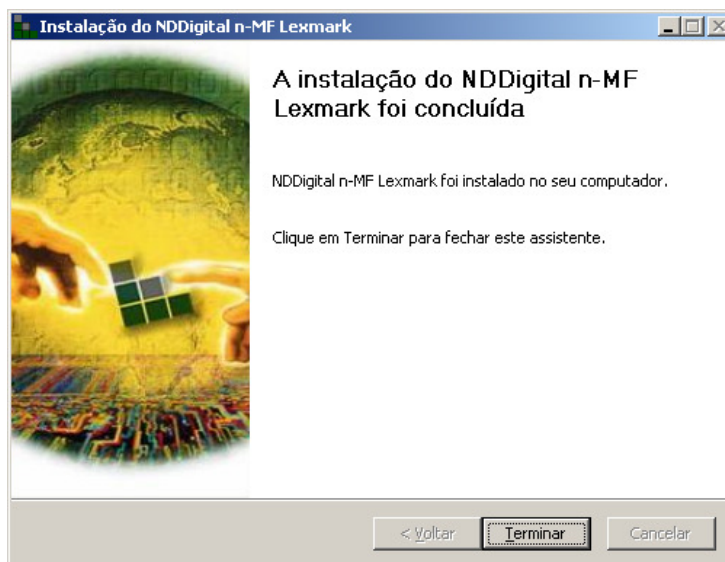 Instalação do NDDigital n-MF Lexmark
A instalação do NDDigital n-MF
Lexmark foi concluída
NDDigital n-MF Lexmark foi instalado no seu computador.
Clique em Terminar para fechar este assistente.
< Voltar Terminar Cancelar